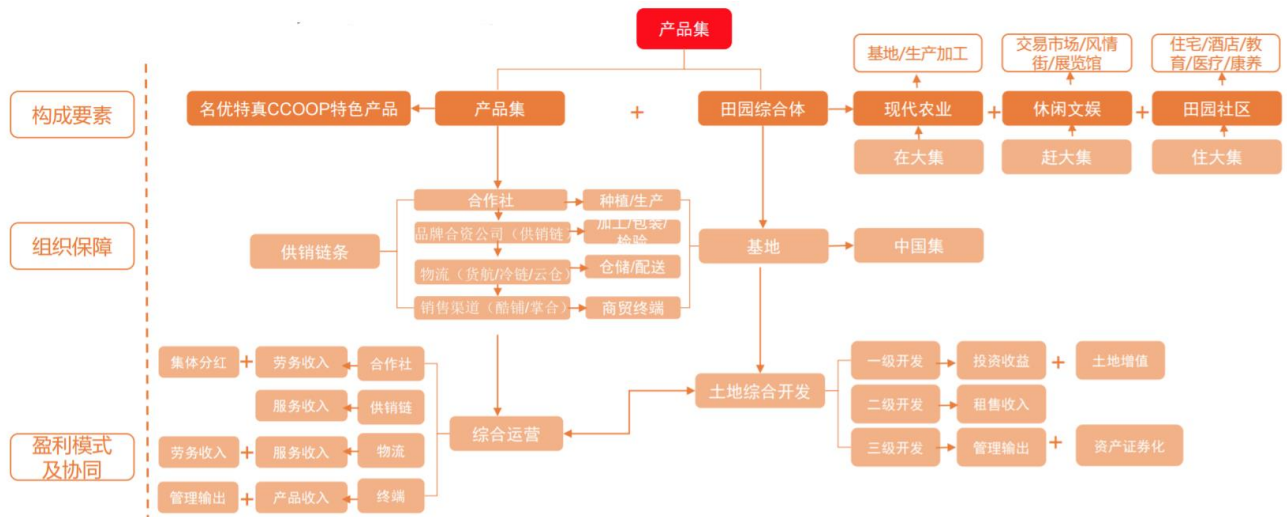 产品集
基地/生产加工
交易市场/风情
街/展览馆
住宅/酒店/教
育/医疗/康养
构成要素
名优特真CCOOP特色产品
产品集
+
田园综合体
现代农业
+
休闲文娱
+
田园社区
在大集
赶大集
住大集
组织保障
供销链条
合作社
种植/生产
品牌合资公司（供销链）
加工/包装/
检验
物流（货航/冷链/云仓）
仓储/配送
销售渠道（酷铺/掌合）
商贸终端
基地
中国集
盈利模式
及协同
集体分红
+
劳务收入
合作社
服务收入
供销链
劳务收入
+
服务收入
物流
管理输出
+
产品收入
终端
综合运营
土地综合开发
一级开发
投资收益
+
土地增值
二级开发
租售收入
三级开发
管理输出
+
资产证券化